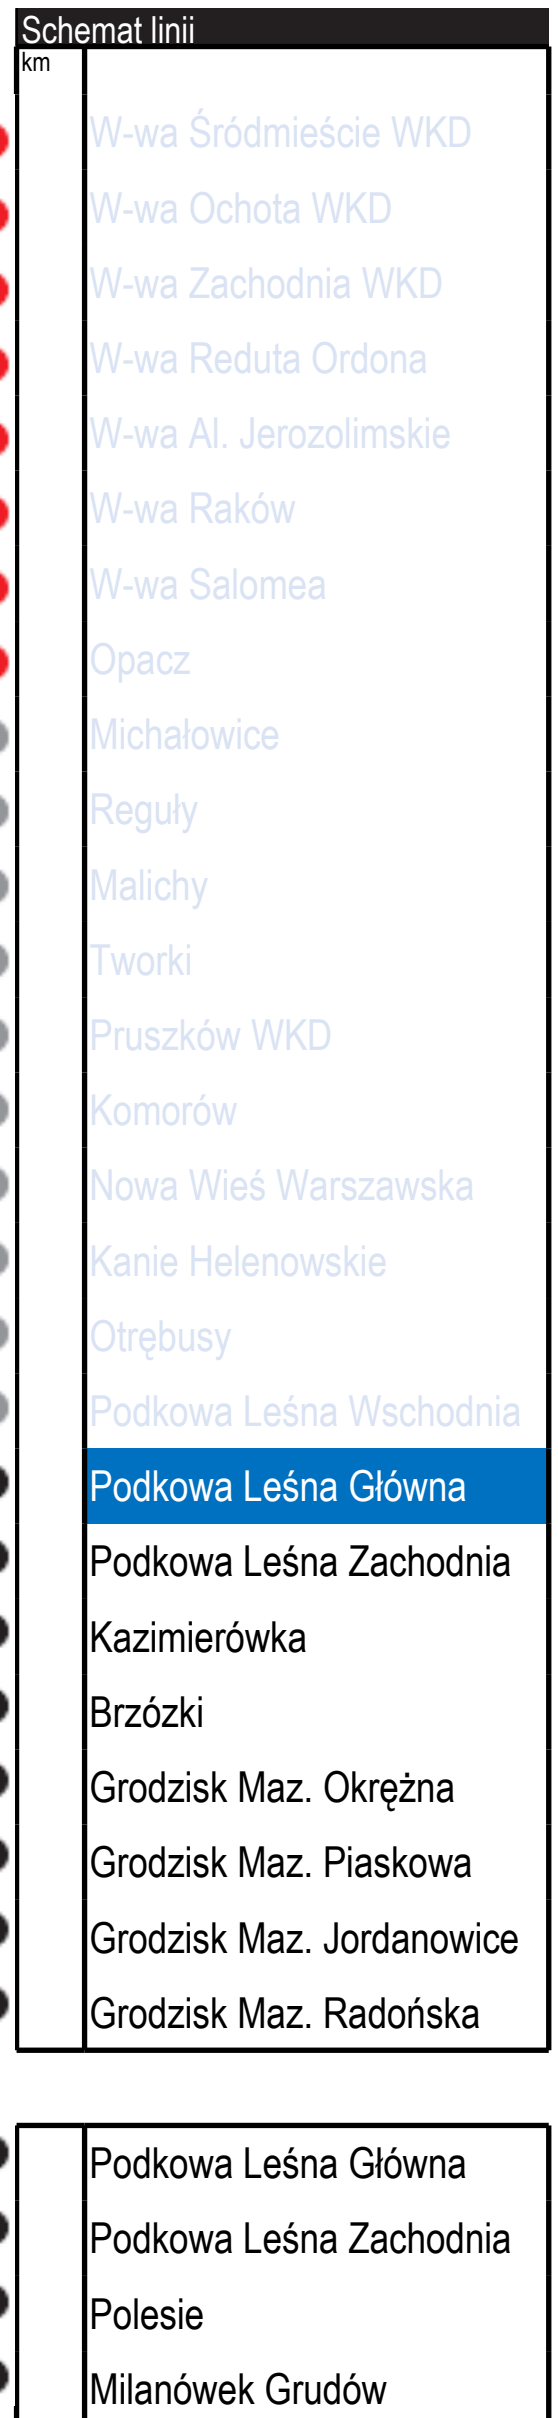 Schemat linii
km
W-wa Śródmieście WKD
W-wa Ochota WKD
W-wa Zachodnia WKD
W-wa Reduta Ordona
W-wa Al. Jerozolimskie
W-wa Raków
W-wa Salomea
Opacz
Michałowice
Reguły
Malichy
Tworki
Pruszków WKD
Komorów
Nowa Wieś Warszawska
Kanie Helenowskie
Otrębusy
Podkowa Leśna Wschodnia
Podkowa Leśna Główna
Podkowa Leśna Zachodnia
Kazimierówka
Brzózki
Grodzisk Maz. Okrężna
Grodzisk Maz. Piaskowa
Grodzisk Maz. Jordanowice
Grodzisk Maz. Radońska
Podkowa Leśna Główna
Podkowa Leśna Zachodnia
Polesie
Milanówek Grudów